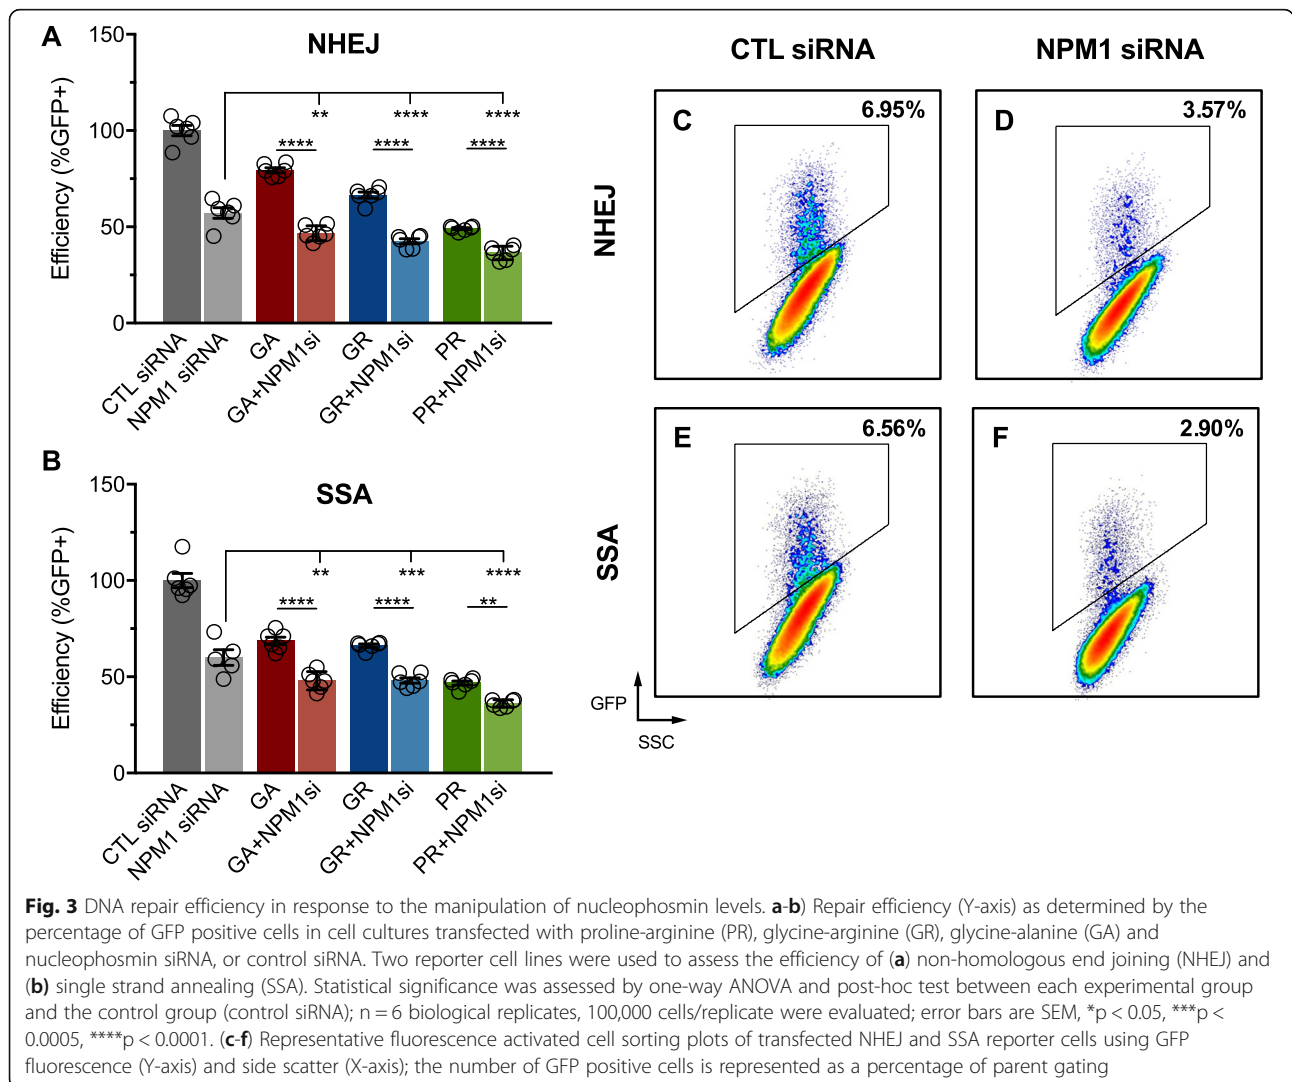 A
NHEJ
150
100
50
0
Efficiency (%GFP+)
** **** ****
**** **** ****
CTL siRNA
NPM1 siRNA
GA
GA+NPM1si
GR
GR+NPM1si
PR
PR+NPM1si
B
SSA
150
100
50
0
Efficiency (%GFP+)
** *** ****
**** **** **
CTL siRNA
NPM1 siRNA
GA
GA+NPM1si
GR
GR+NPM1si
PR
PR+NPM1si
CTL siRNA
NPM1 siRNA
NHEJ
C
6.95%
D
3.57%
SSA
E
6.56%
F
2.90%
GFP
SSC
Fig. 3 DNA repair efficiency in response to the manipulation of nucleophosmin levels. a-b) Repair efficiency (Y-axis) as determined by the
percentage of GFP positive cells in cell cultures transfected with proline-arginine (PR), glycine-arginine (GR), glycine-alanine (GA) and
nucleophosmin siRNA, or control siRNA. Two reporter cell lines were used to assess the efficiency of (a) non-homologous end joining (NHEJ) and
(b) single strand annealing (SSA). Statistical significance was assessed by one-way ANOVA and post-hoc test between each experimental group
and the control group (control siRNA); n = 6 biological replicates, 100,000 cells/replicate were evaluated; error bars are SEM, *p < 0.05, ***p <
0.0005, ****p < 0.0001. (c-f) Representative fluorescence activated cell sorting plots of transfected NHEJ and SSA reporter cells using GFP
fluorescence (Y-axis) and side scatter (X-axis); the number of GFP positive cells is represented as a percentage of parent gating